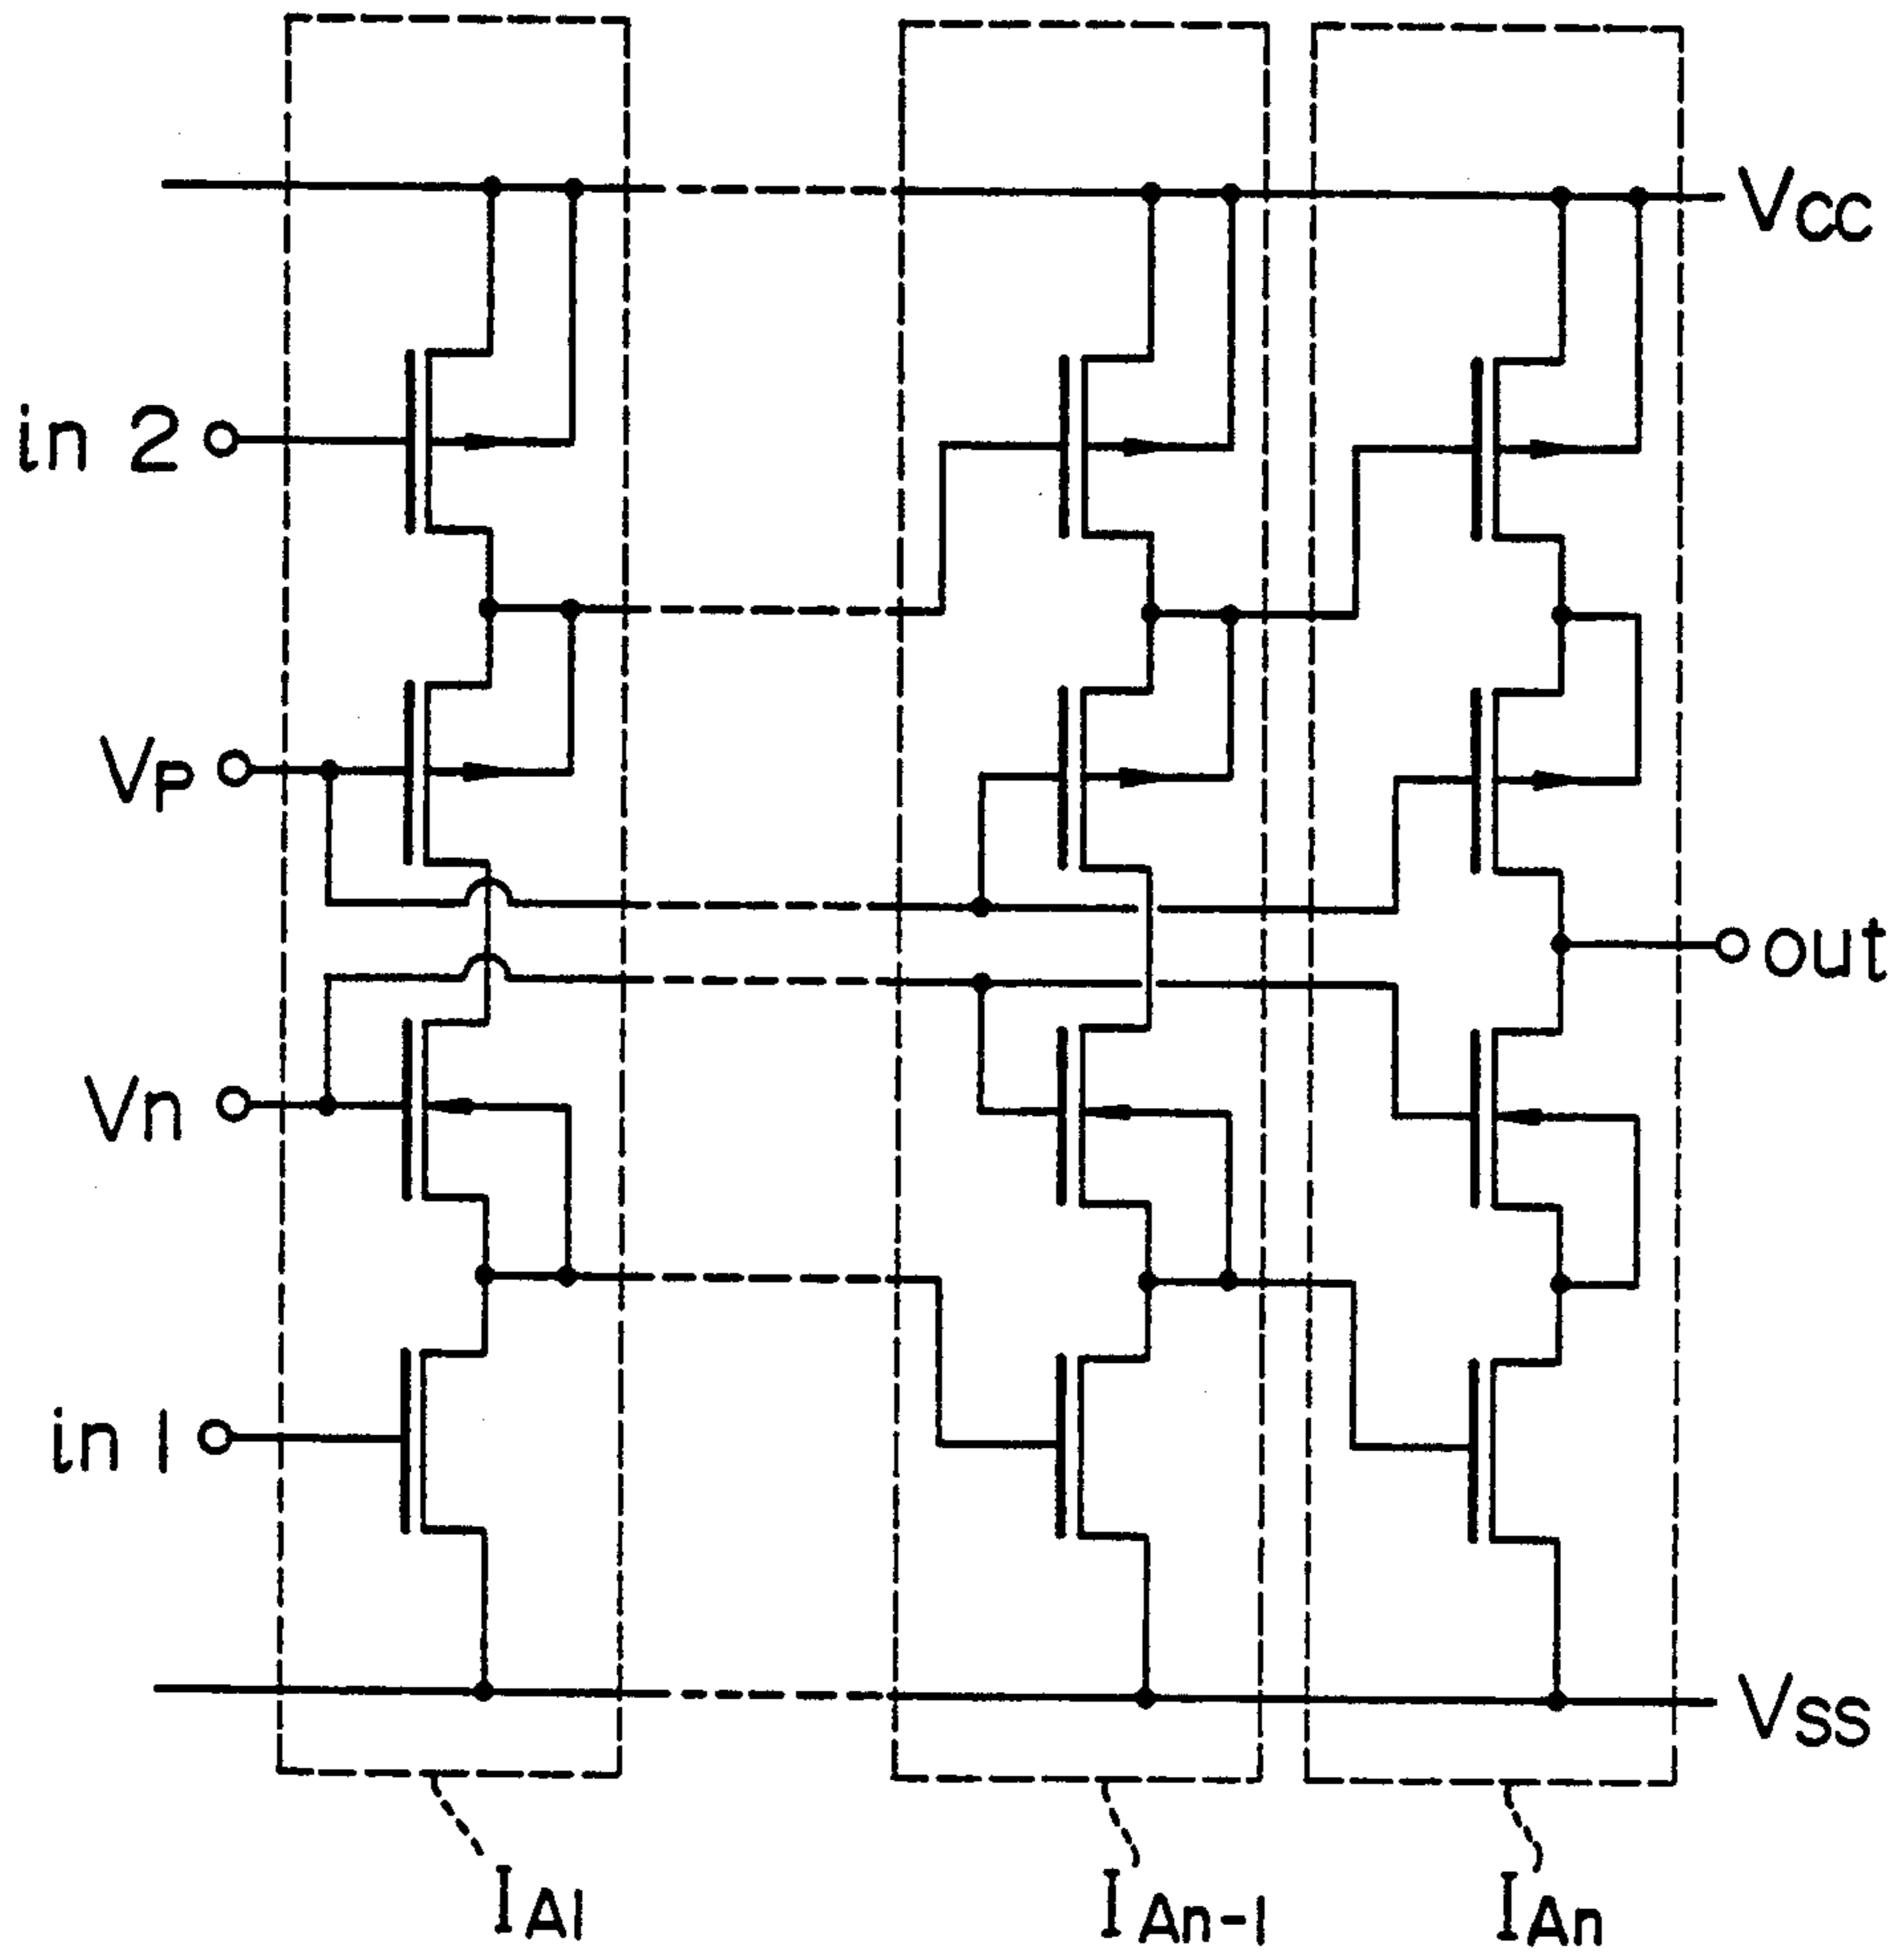 Vcc
in 2
Vp
out
Vn
in 1
Vss
IA1
IAn-1
IAn